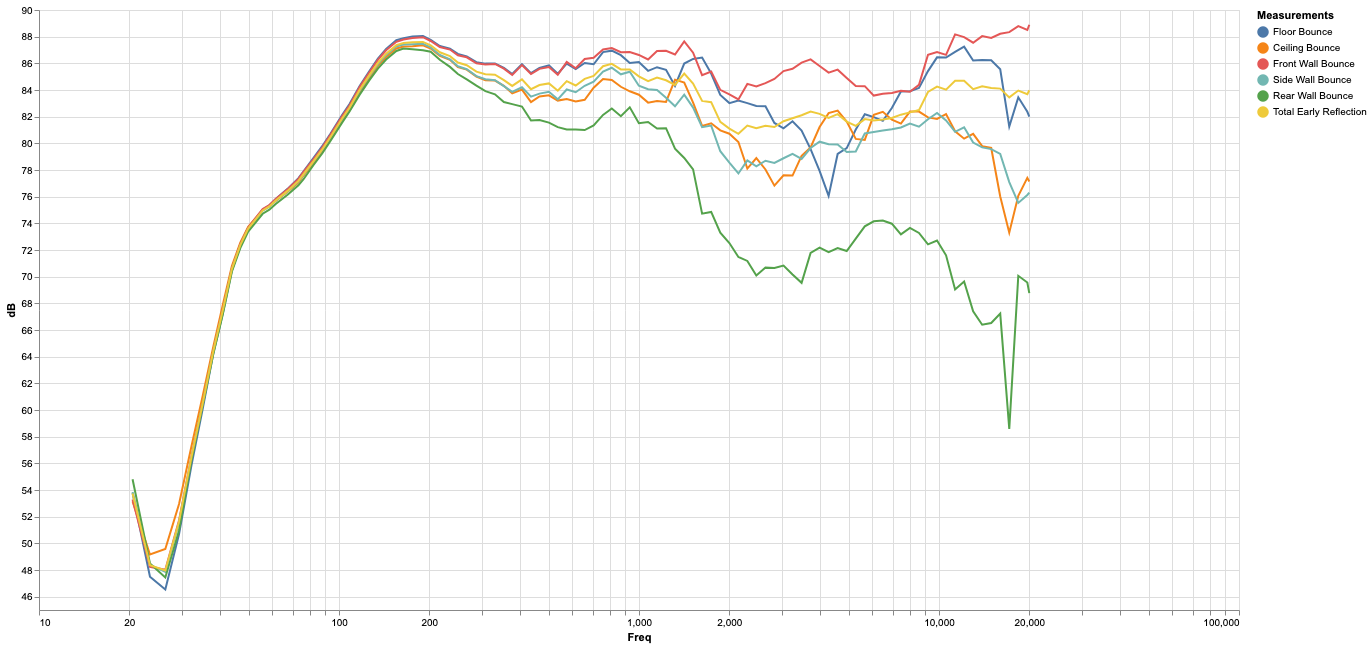 90
88
86
84
82
80
78
76
74
72
70
68
66
64
62
60
58
56
54
52
50
48
46
dB
10 20 100 200 1,000 2,000 10,000 20,000 100,000
Freq
Measurements
Floor Bounce
Ceiling Bounce
Front Wall Bounce
Side Wall Bounce
Rear Wall Bounce
Total Early Reflection